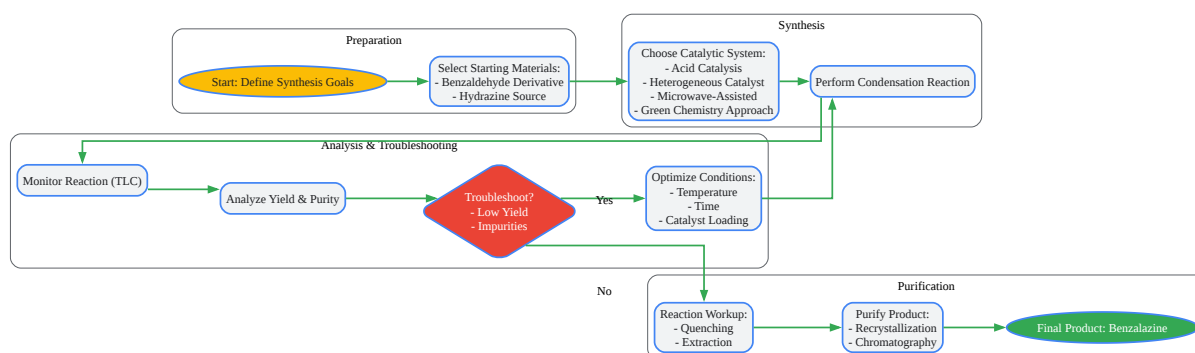 Preparation
Start: Define Synthesis Goals
Select Starting Materials:
- Benzaldehyde Derivative
- Hydrazine Source
Synthesis
Choose Catalytic System:
- Acid Catalysis
- Heterogeneous Catalyst
- Microwave-Assisted
- Green Chemistry Approach
Perform Condensation Reaction
Analysis & Troubleshooting
Monitor Reaction (TLC)
Analyze Yield & Purity
Troubleshoot?
- Low Yield
- Impurities
Yes
Optimize Conditions:
- Temperature
- Time
- Catalyst Loading
No
Purification
Reaction Workup:
- Quenching
- Extraction
Purify Product:
- Recrystallization
- Chromatography
Final Product: Benzalazine